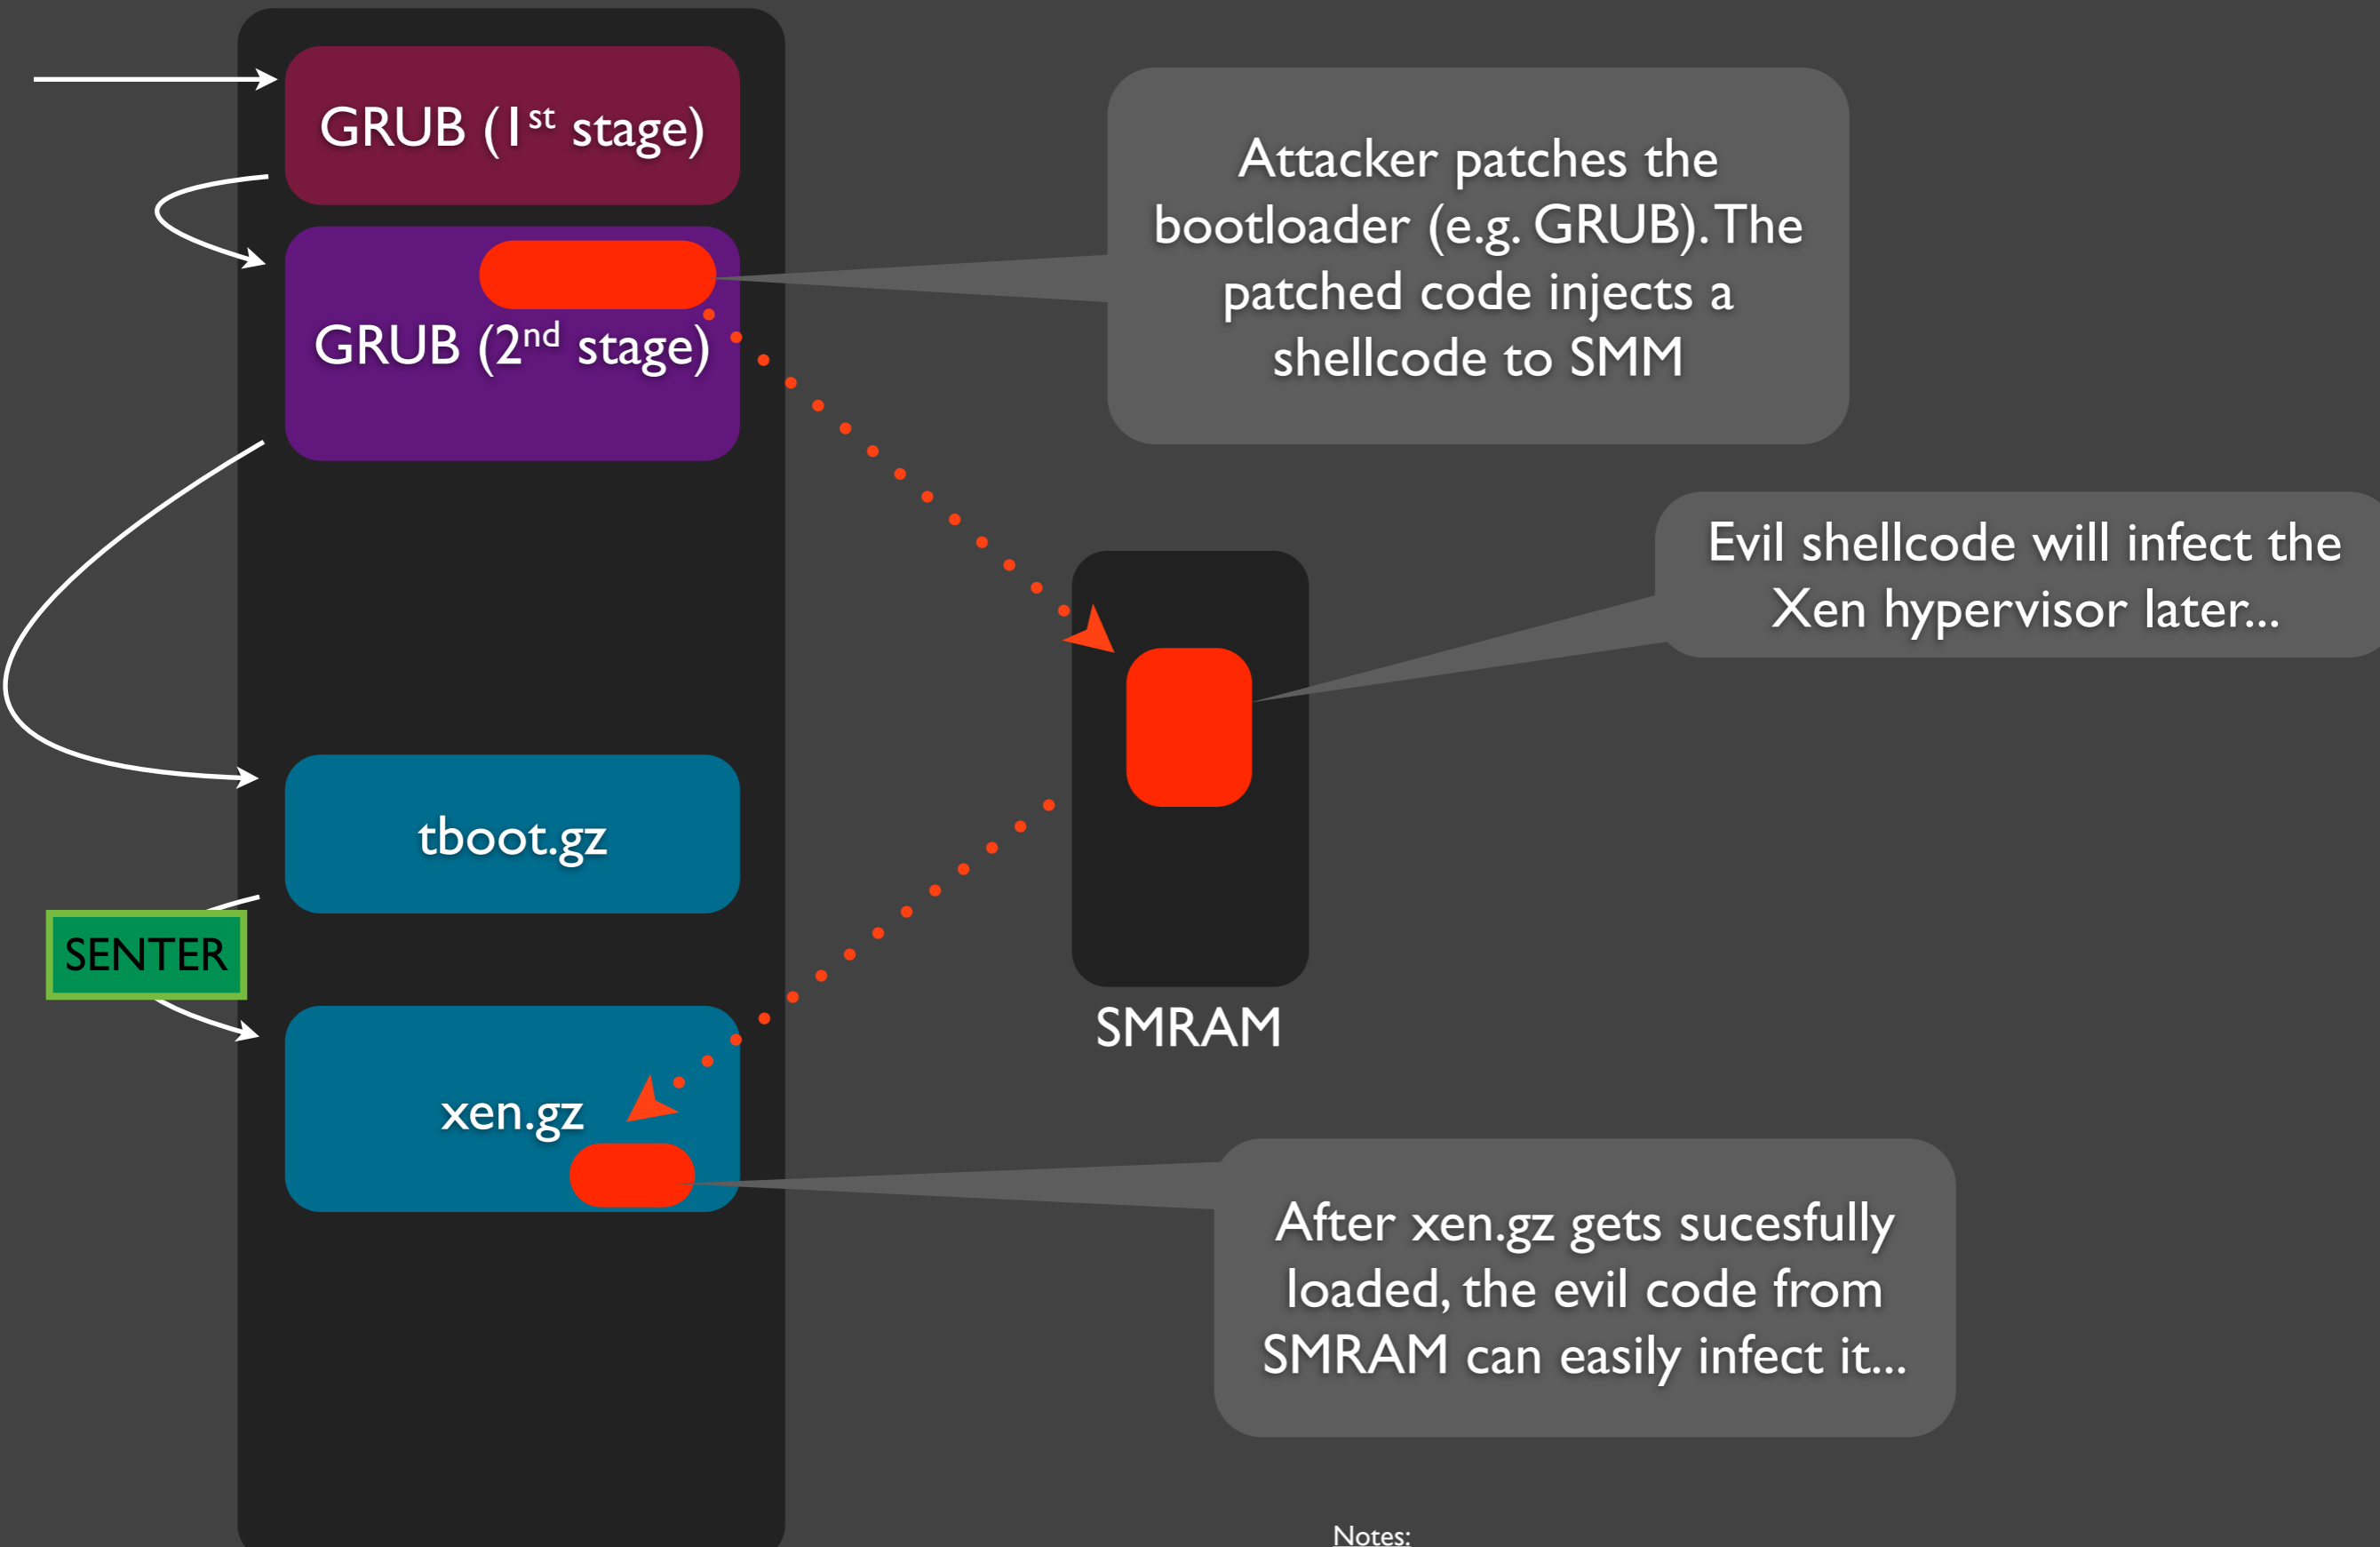 GRUB (1st stage)
Attacker patches the
bootloader (e.g. GRUB). The
patched code injects a
shellcode to SMM
GRUB (2nd stage)
Evil shellcode will infect the
Xen hypervisor later...
tboot.gz
SENTER
SMRAM
xen.gz
After xen.gz gets sucesfully
loaded, the evil code from
SMRAM can easily infect it...
Notes: